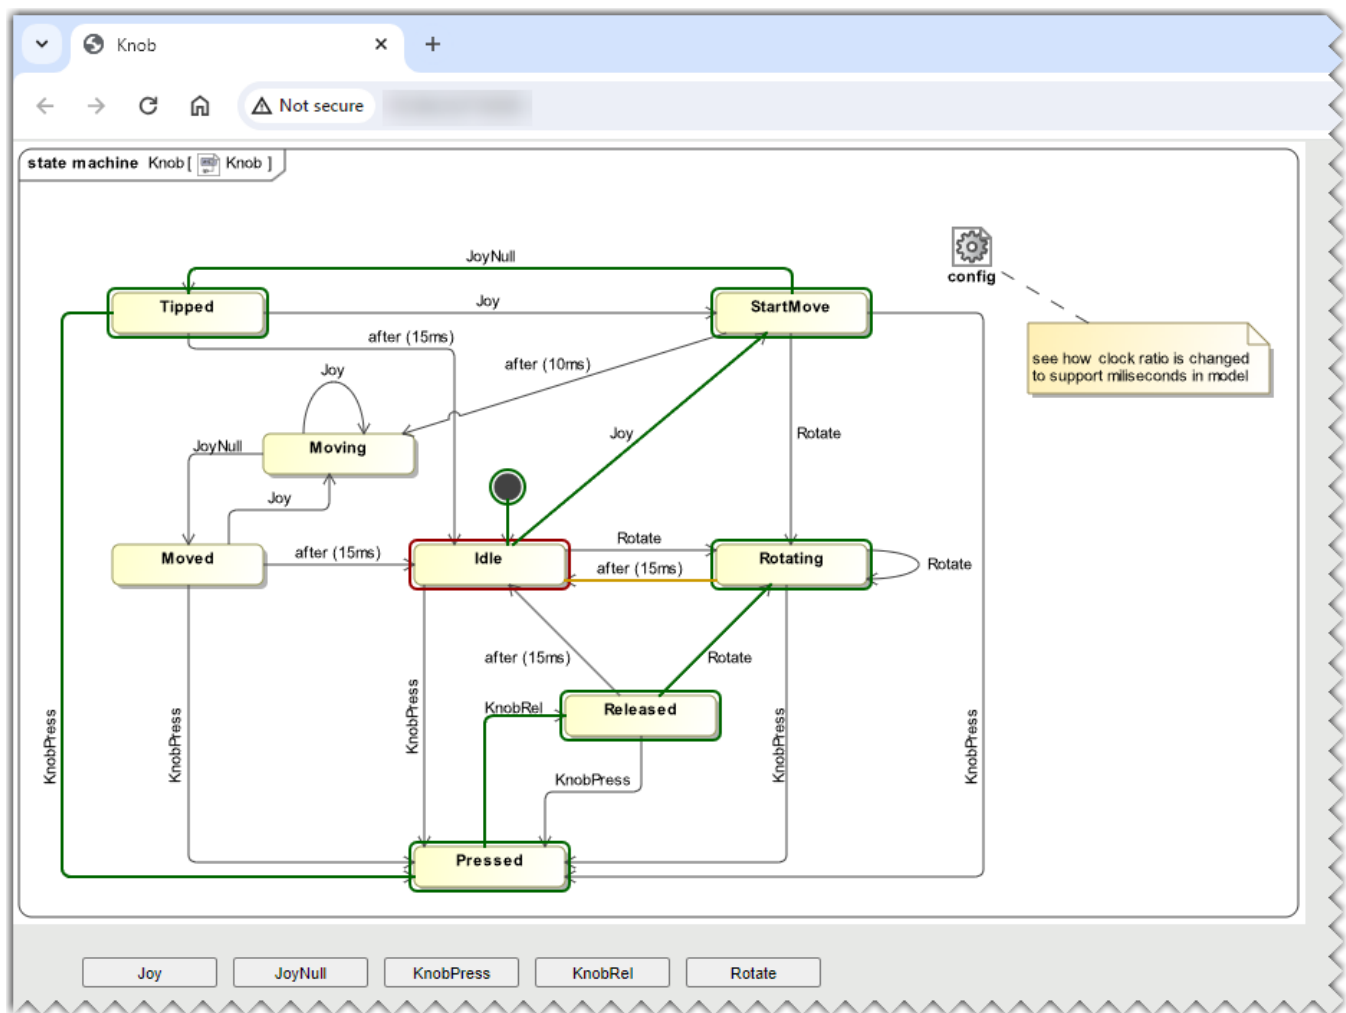 Knob
Not secure
state machine Knob [ Knob ]
JoyNull
config
Tipped
Joy
StartMove
after (15ms)
see how clock ratio is changed
to support miliseconds in model
after (10ms)
Joy
Joy
Rotate
JoyNull
Moving
Joy
Moved
after (15ms)
Idle
Rotate
after (15ms)
Rotating
Rotate
after (15ms)
Rotate
KnobPress
KnobPress
KnobPress
KnobRel
Released
KnobPress
KnobPress
KnobPress
Pressed
Joy
JoyNull
KnobPress
KnobRel
Rotate